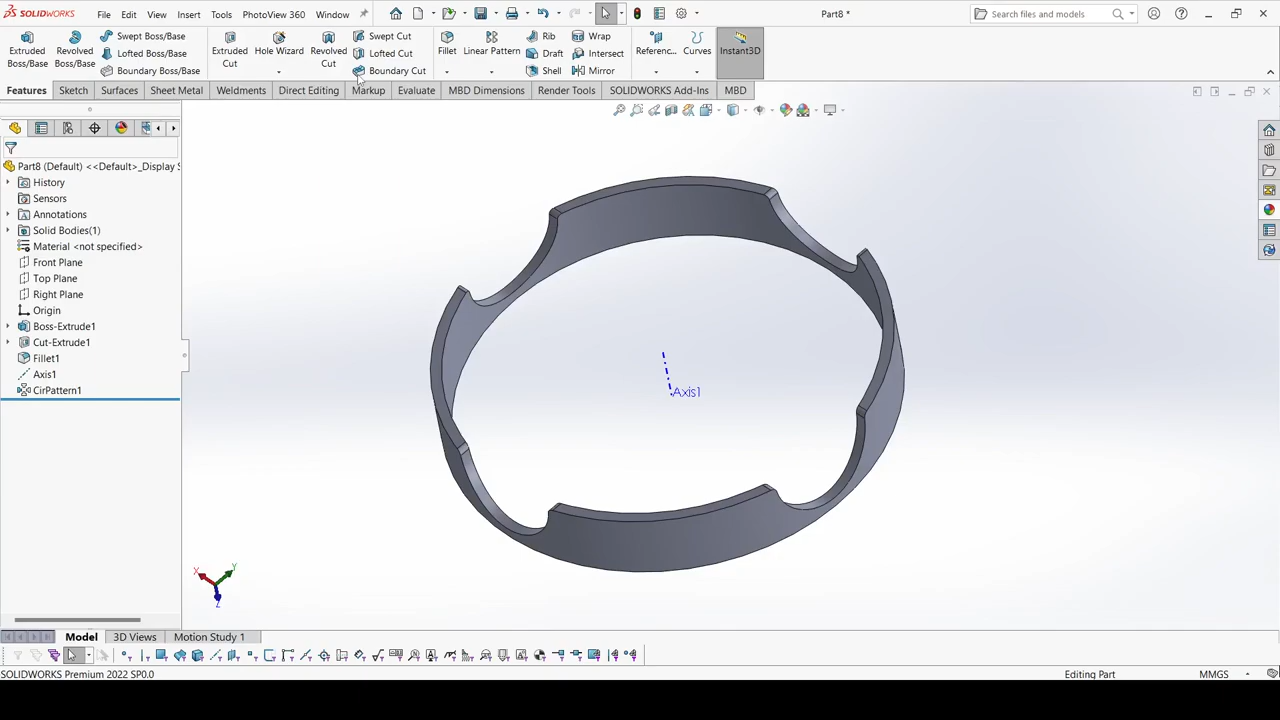 SOLIDWORKS File Edit View Insert Tools PhotoView 360 Window Part8 * Search files and models
Extruded Boss/Base
Revolved Boss/Base
Swept Boss/Base
Lofted Boss/Base
Boundary Boss/Base
Extruded Cut
Hole Wizard
Revolved Cut
Swept Cut
Lofted Cut
Boundary Cut
Fillet
Linear Pattern
Rib
Draft
Shell
Wrap
Intersect
Mirror
Referenc...
Curves
Instant3D
Features Sketch Surfaces Sheet Metal Weldments Direct Editing Markup Evaluate MBD Dimensions Render Tools SOLIDWORKS Add-Ins MBD
Part8 (Default) <<Default>_Display S
History
Sensors
Annotations
Solid Bodies(1)
Material <not specified>
Front Plane
Top Plane
Right Plane
Origin
Boss-Extrude1
Cut-Extrude1
Fillet1
Axis1
CirPattern1
Axis1
X Y Z
Model 3D Views Motion Study 1
SOLIDWORKS Premium 2022 SP0.0 Editing Part MMGS